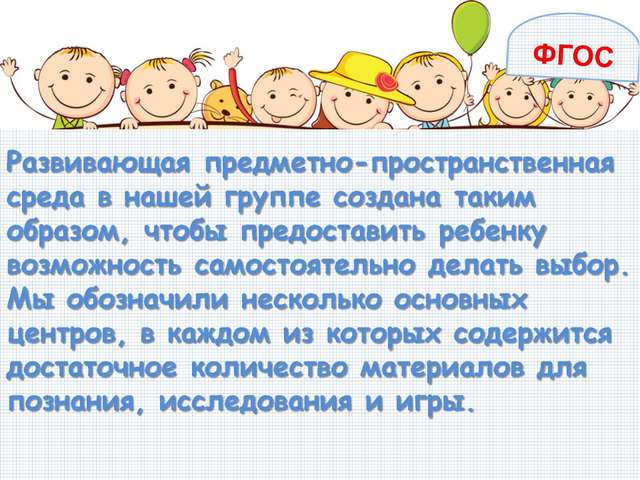 ФГОС
Развивающая предметно-пространственная
среда в нашей группе создана таким
образом, чтобы предоставить ребенку
возможность самостоятельно делать выбор.
Мы обозначили несколько основных
центров, в каждом из которых содержится
достаточное количество материалов для
познания, исследования и игры.